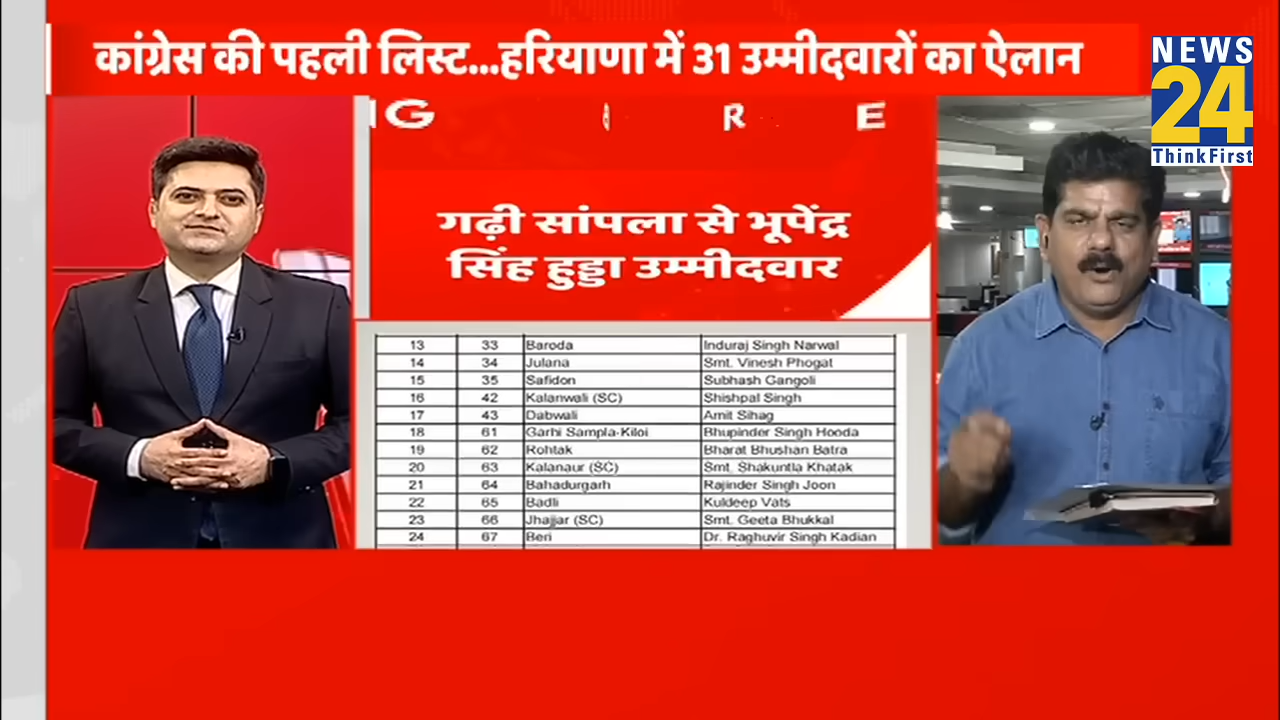 कांग्रेस की पहली लिस्ट...हरियाणा में 31 उम्मीदवारों का ऐलान
NEWS
24
ThinkFirst
G R E
गढ़ी सांपला से भूपेंद्र
सिंह हुड्डा उम्मीदवार
13 33 Baroda Induraj Singh Narwal
14 34 Julana Smt. Vinesh Phogat
15 35 Safidon Subhash Gangoli
16 42 Kalanwali (SC) Shishpal Singh
17 43 Dabwali Amit Sihag
18 61 Garhi Sampla-Kiloi Bhupinder Singh Hooda
19 62 Rohtak Bharat Bhushan Batra
20 63 Kalanaur (SC) Smt. Shakuntla Khatak
21 64 Bahadurgarh Rajinder Singh Joon
22 65 Badli Kuldeep Vats
23 66 Jhajjar (SC) Smt. Geeta Bhukkal
24 67 Beri Dr. Raghuvir Singh Kadian